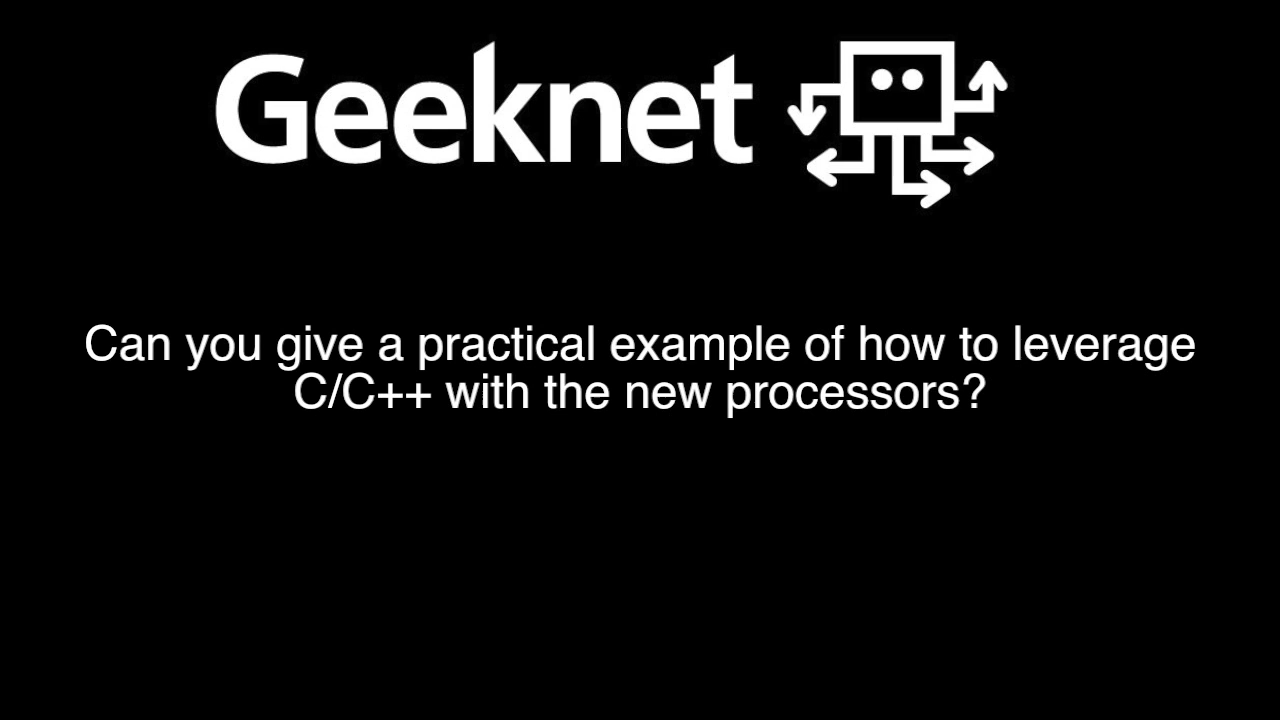 Geeknet
Can you give a practical example of how to leverage
C/C++ with the new processors?